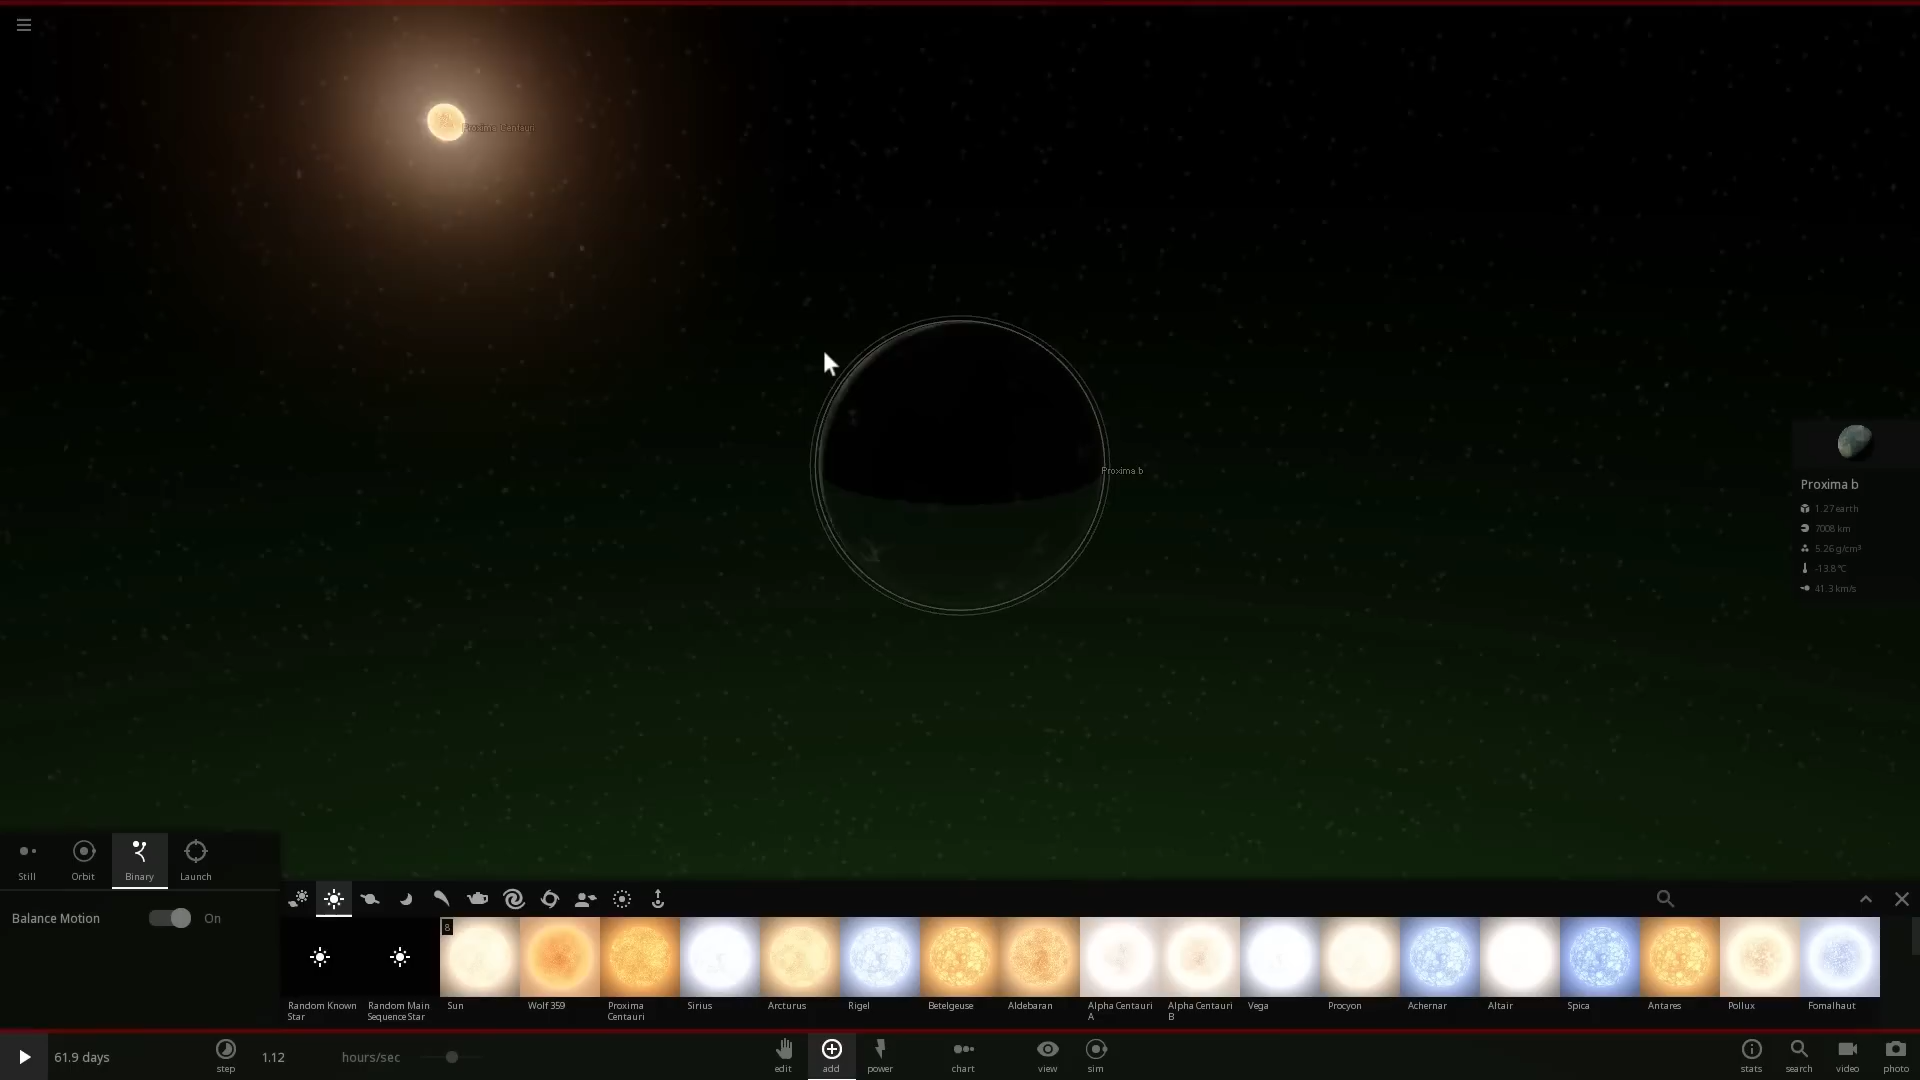 Proxima Centauri
Proxima b
Proxima b
1.27 earth
7008 km
5.26 g/cm³
-13.8 °C
41.3 km/s
Still
Orbit
Binary
Launch
Balance Motion
On
8
Random Known Star
Random Main Sequence Star
Sun
Wolf 359
Proxima Centauri
Sirius
Arcturus
Rigel
Betelgeuse
Aldebaran
Alpha Centauri A
Alpha Centauri B
Vega
Procyon
Achernar
Altair
Spica
Antares
Pollux
Fomalhaut
61.9 days
step
1.12
hours/sec
edit
add
power
chart
view
sim
stats
search
video
photo